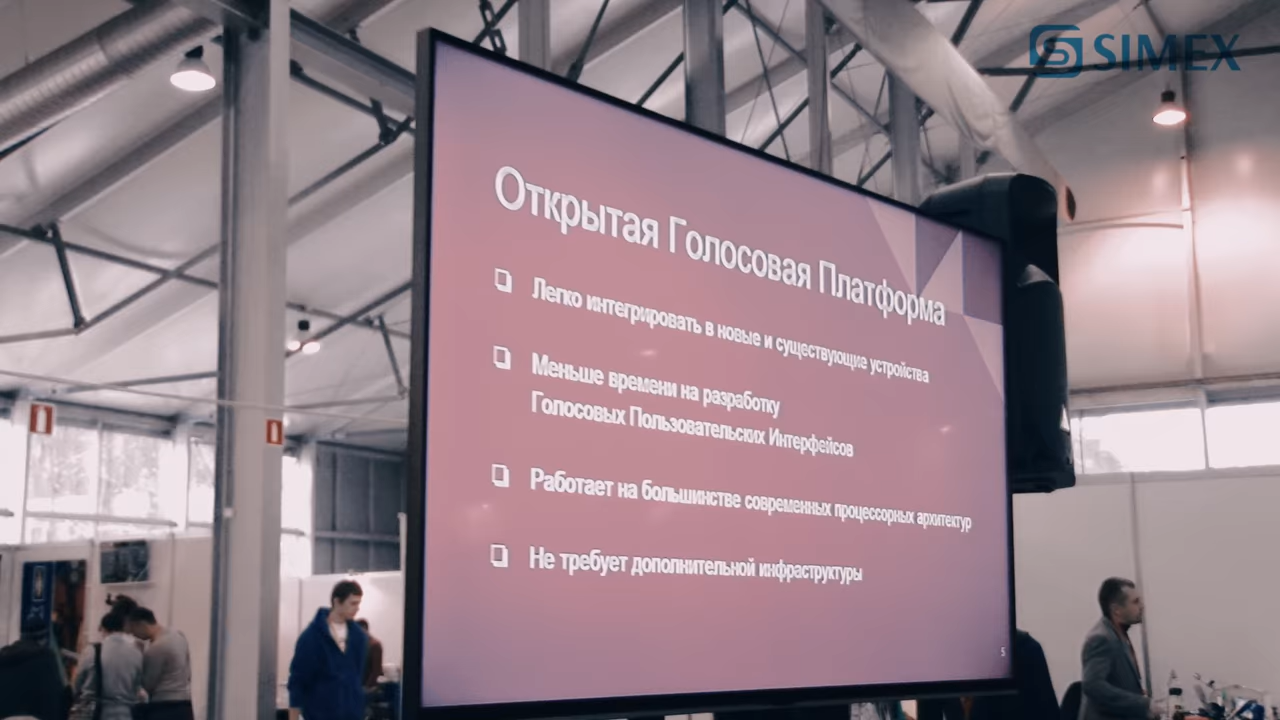 SIMEX
Открытая Голосовая Платформа
Легко интегрировать в новые и существующие устройства
Меньше времени на разработку
Голосовых Пользовательских Интерфейсов
Работает на большинстве современных процессорных архитектур
Не требует дополнительной инфраструктуры
5